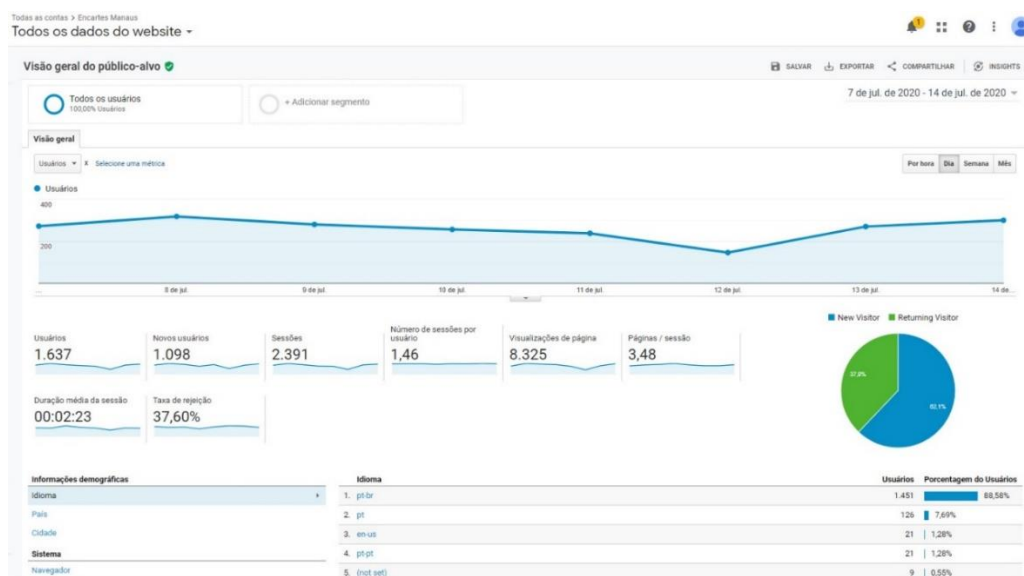 Todas as contas > Encartes Manaus
Todos os dados do website
1
Visão geral do público-alvo
SALVAR
EXPORTAR
COMPARTILHAR
INSIGHTS
Todos os usuários
100,00% Usuários
+ Adicionar segmento
7 de jul. de 2020 - 14 de jul. de 2020
Visão geral
Usuários
X
Selecione uma métrica
Por hora
Dia
Semana
Mês
Usuários
400
200
...
8 de jul.
9 de jul.
10 de jul.
11 de jul.
12 de jul.
13 de jul.
14 de...
New Visitor
Returning Visitor
Usuários
1.637
Novos usuários
1.098
Sessões
2.391
Número de sessões por
usuário
1,46
Visualizações de página
8.325
Páginas / sessão
3,48
37,9%
62,1%
Duração média da sessão
00:02:23
Taxa de rejeição
37,60%
Informações demográficas
Idioma
País
Cidade
Sistema
Navegador
Idioma
Usuários
Porcentagem do Usuários
1. pt-br 1.451 88,58%
2. pt 126 7,69%
3. en-us 21 1,28%
4. pt-pt 21 1,28%
5. (not set) 9 0,55%